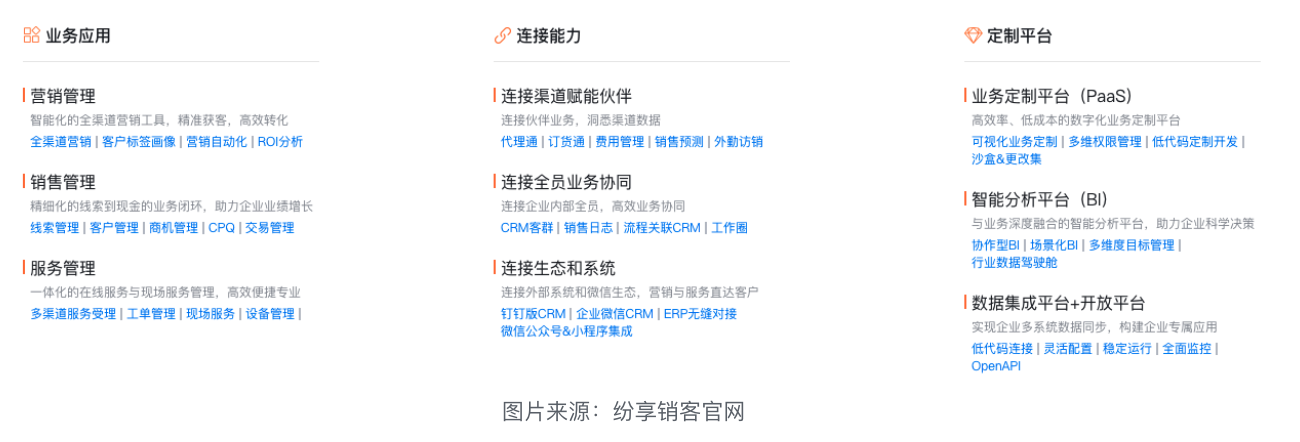 业务应用
营销管理
智能化的全渠道营销工具，精准获客，高效转化
全渠道营销 | 客户标签画像 | 营销自动化 | ROI分析
销售管理
精细化的线索到现金的业务闭环，助力企业业绩增长
线索管理 | 客户管理 | 商机管理 | CPQ | 交易管理
服务管理
一体化的在线服务与现场服务管理，高效便捷专业
多渠道服务受理 | 工单管理 | 现场服务 | 设备管理 |
连接能力
连接渠道赋能伙伴
连接伙伴业务，洞悉渠道数据
代理通 | 订货通 | 费用管理 | 销售预测 | 外勤访销
连接全员业务协同
连接企业内部全员，高效业务协同
CRM客群 | 销售日志 | 流程关联CRM | 工作圈
连接生态和系统
连接外部系统和微信生态，营销与服务直达客户
钉钉版CRM | 企业微信CRM | ERP无缝对接
微信公众号&小程序集成
定制平台
业务定制平台（PaaS）
高效率、低成本的数字化业务定制平台
可视化业务定制 | 多维权限管理 | 低代码定制开发 |
沙盒&更改集
智能分析平台（BI）
与业务深度融合的智能分析平台，助力企业科学决策
协作型BI | 场景化BI | 多维度目标管理 |
行业数据驾驶舱
数据集成平台+开放平台
实现企业多系统数据同步，构建企业专属应用
低代码连接 | 灵活配置 | 稳定运行 | 全面监控 |
OpenAPI
图片来源：纷享销客官网